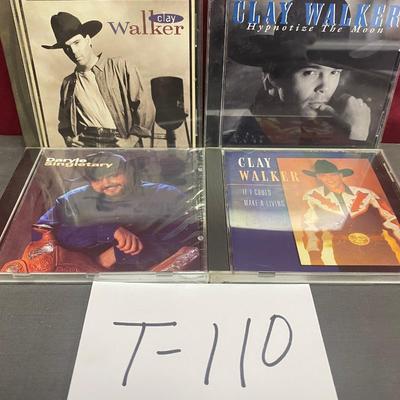 clay
Walker
CLAY WALKER
Hypnotize The Moon
Daryle
Singletary
CLAY
WALKER
IF I COULD
MAKE A LIVING
T-110